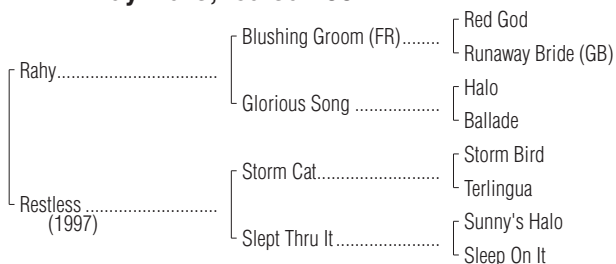 Red God
Blushing Groom (FR)........
Runaway Bride (GB)
Rahy.................................
Halo
Glorious Song ..................
Ballade
Storm Bird
Storm Cat..........................
Terlingua
Restless ...........................
(1997)
Sunny's Halo
Slept Thru It......................
Sleep On It